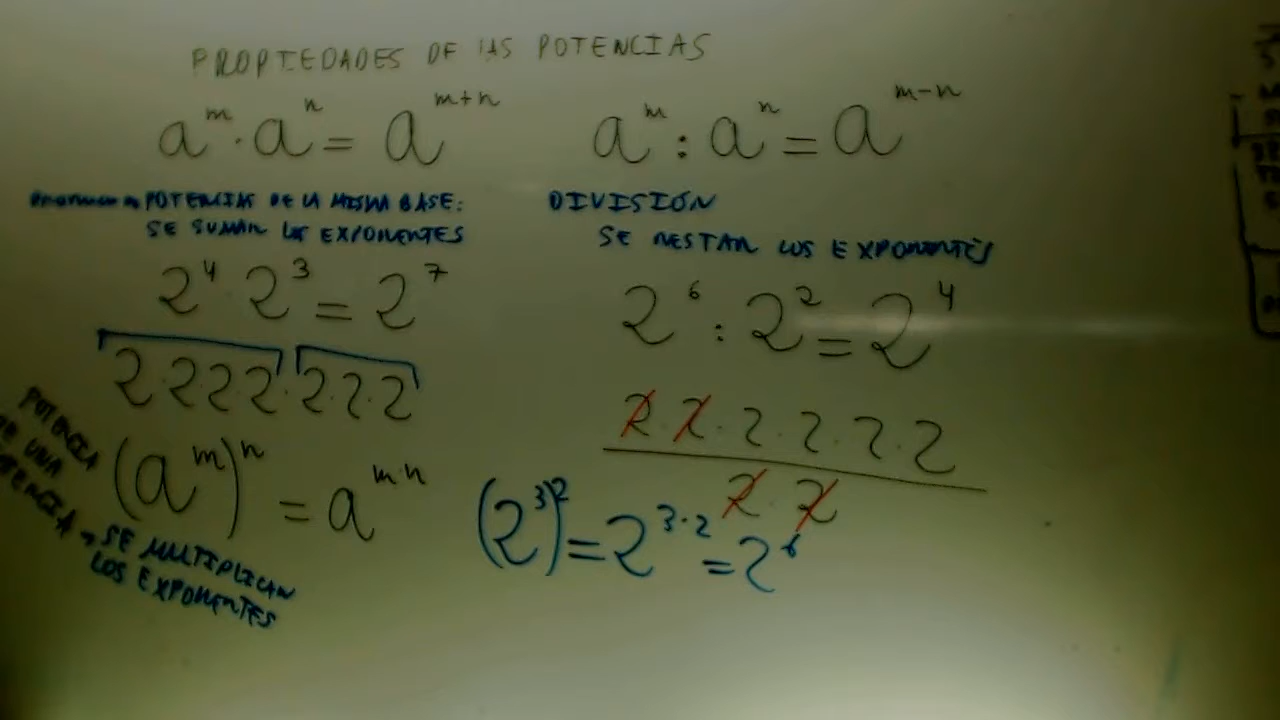 PROPIEDADES DE LAS POTENCIAS
a^m · a^n = a^{m+n}
POTENCIAS DE LA MISMA BASE:
SE SUMAN LOS EXPONENTES
2^4 · 2^3 = 2^7
2·2·2·2·2·2·2
POTENCIA
DE UNA
POTENCIA → SE MULTIPLICAN
LOS EXPONENTES
(a^m)^n = a^{m·n}
a^m : a^n = a^{m-n}
DIVISIÓN
SE RESTAN LOS EXPONENTES
2^6 : 2^2 = 2^4
2·2·2·2·2·2
2·2
(2^3)^2 = 2^{3·2} = 2^6